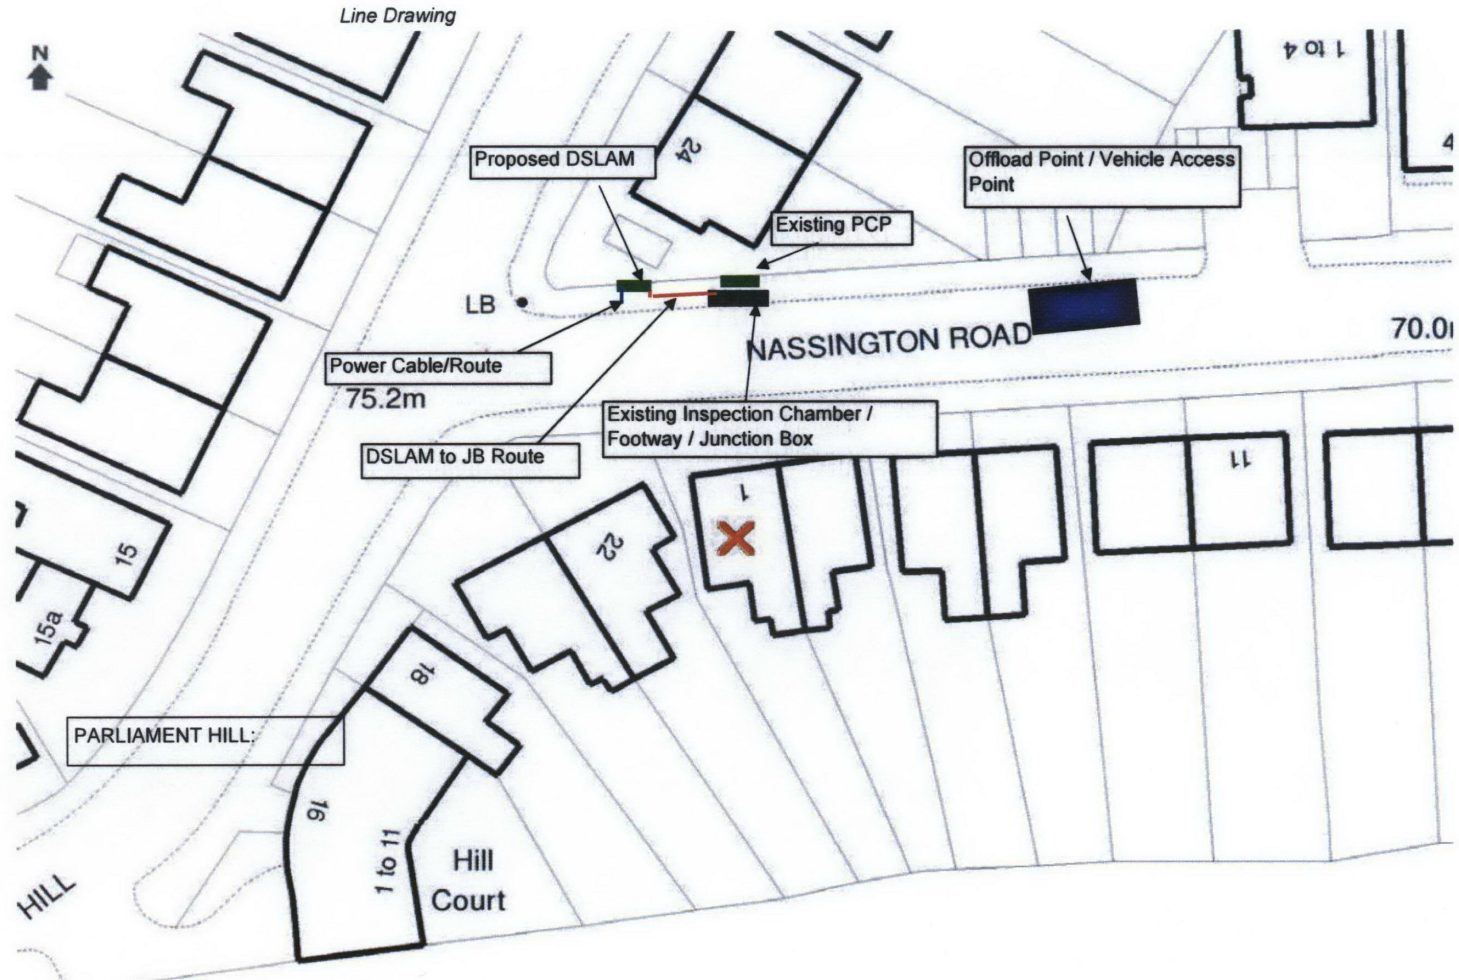 Line Drawing
N
1 to 4
4
Proposed DSLAM
24
Offload Point / Vehicle Access
Point
Existing PCP
LB
NASSINGTON ROAD
70.0
Power Cable/Route
75.2m
Existing Inspection Chamber /
Footway / Junction Box
DSLAM to JB Route
1
11
22
15
15a
18
PARLIAMENT HILL:
16
1 to 11
Hill
Court
HILL